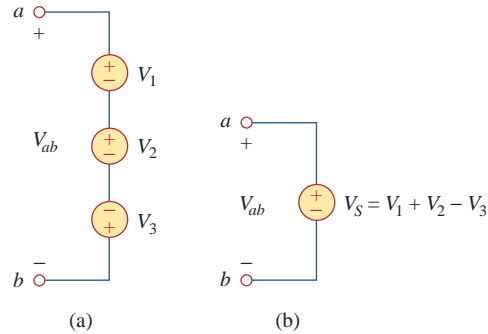 a
+
+
−
V1
Vab
+
−
V2
−
+
V3
−
b
(a)
a
+
Vab
+
−
VS = V1 + V2 − V3
−
b
(b)